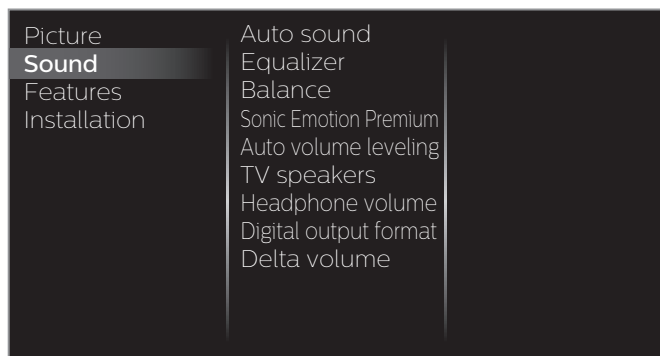 Picture
Sound
Features
Installation
Auto sound
Equalizer
Balance
Sonic Emotion Premium
Auto volume leveling
TV speakers
Headphone volume
Digital output format
Delta volume